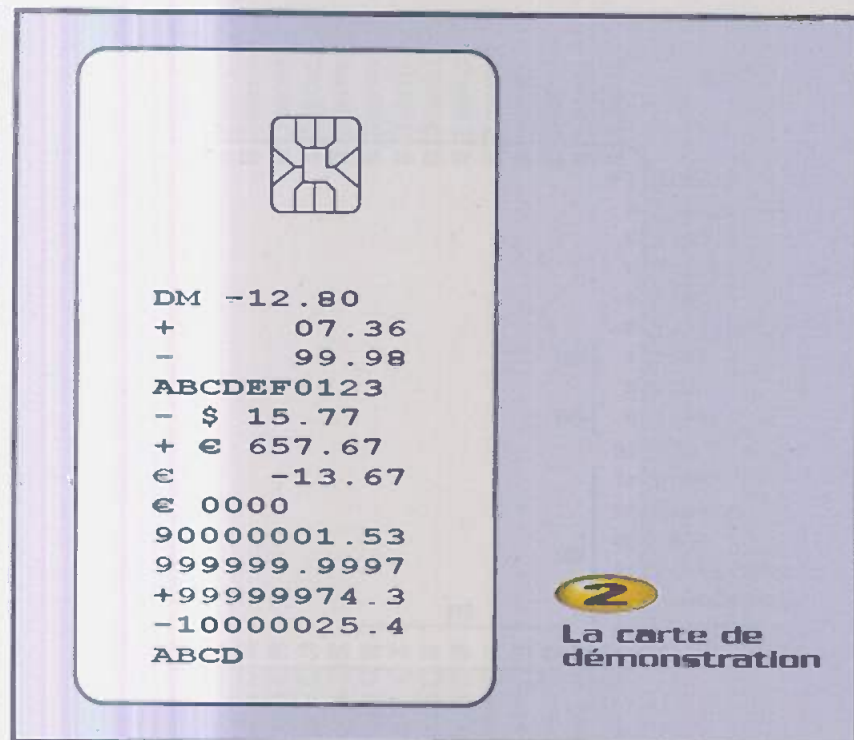 DM -12.80
+      07.36
-      99.98
ABCDEF0123
- $ 15.77
+ € 657.67
€     -13.67
€ 0000
90000001.53
999999.9997
+99999974.3
-10000025.4
ABCD
2
La carte de
démonstration